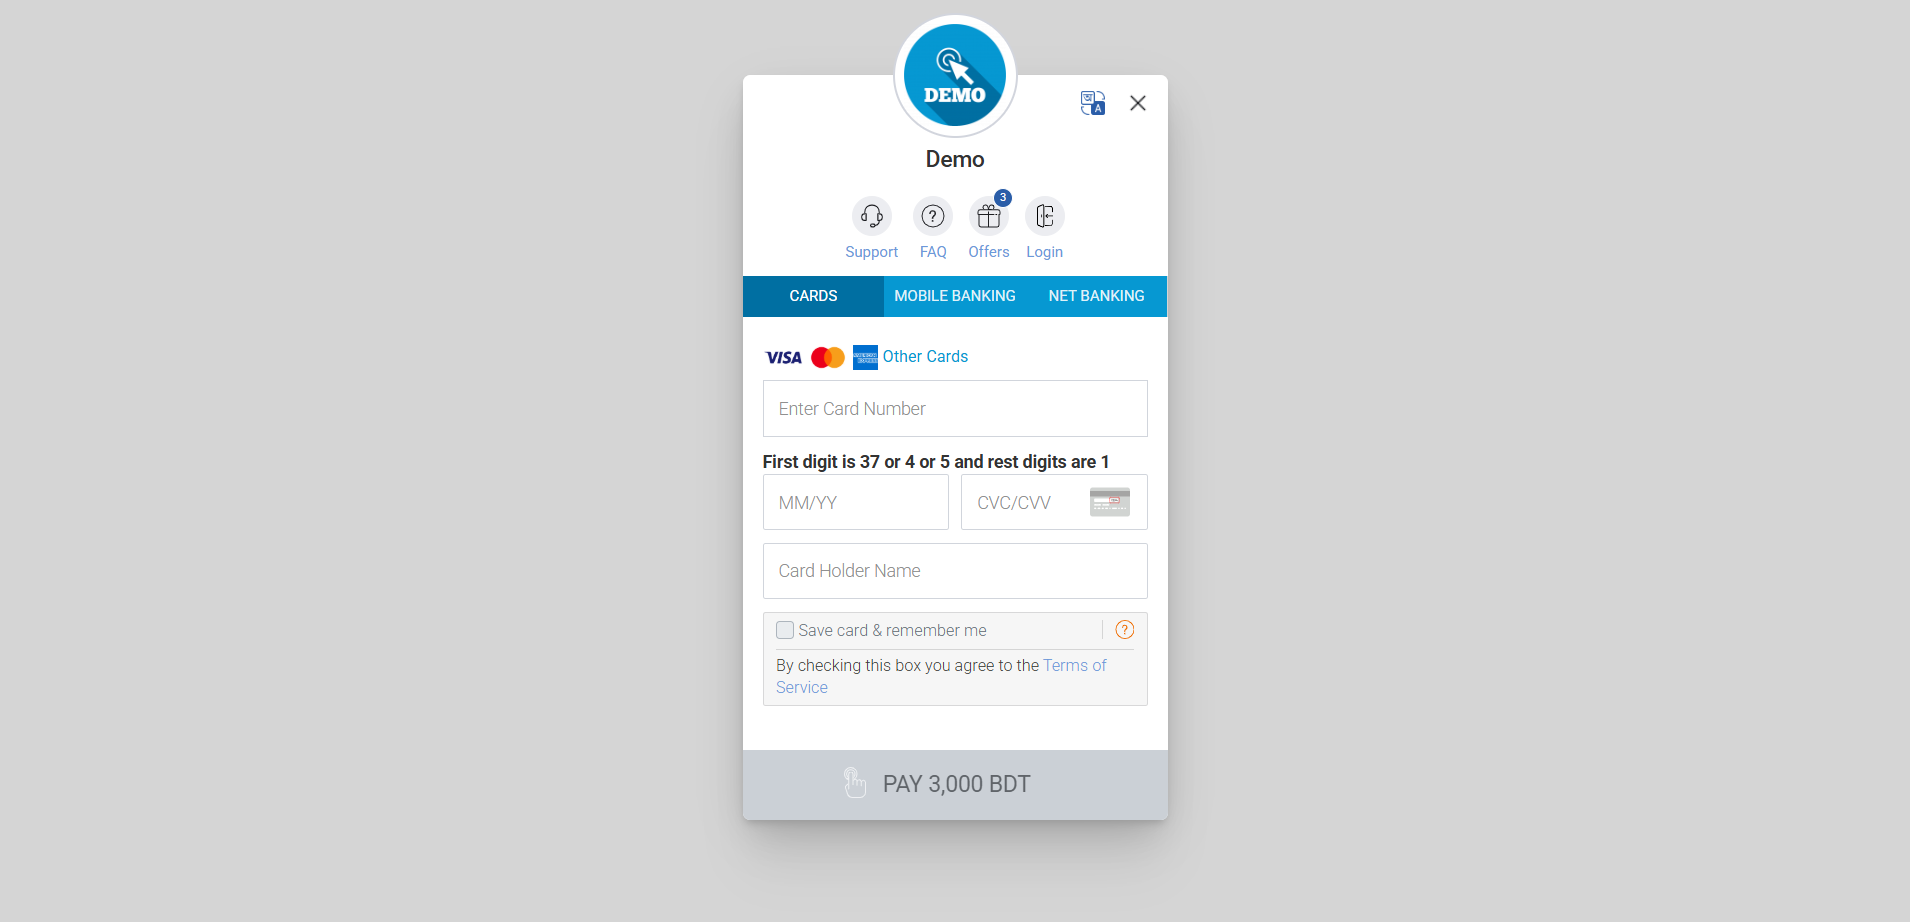 DEMO
অ
A
Demo
3
?
Support FAQ Offers Login
CARDS MOBILE BANKING NET BANKING
VISA Other Cards
Enter Card Number
First digit is 37 or 4 or 5 and rest digits are 1
MM/YY CVC/CVV
Card Holder Name
Save card & remember me ?
By checking this box you agree to the Terms of
Service
PAY 3,000 BDT